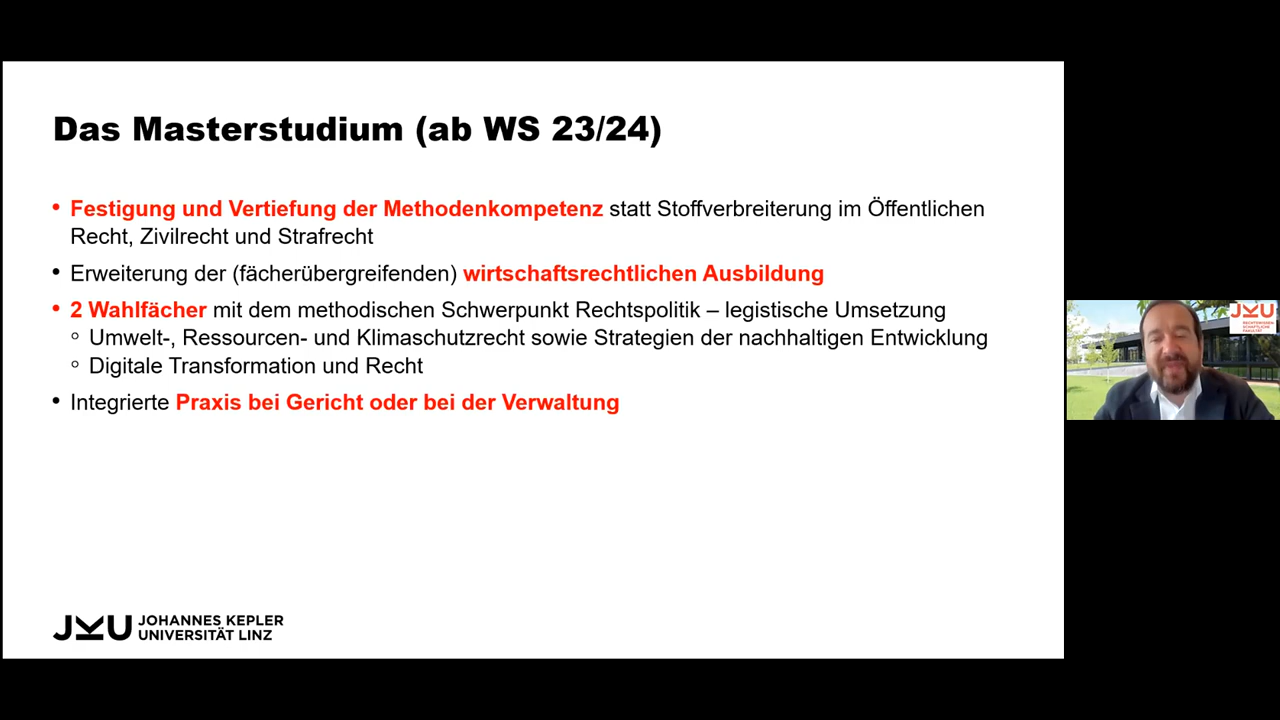 Das Masterstudium (ab WS 23/24)
• Festigung und Vertiefung der Methodenkompetenz statt Stoffverbreiterung im Öffentlichen
Recht, Zivilrecht und Strafrecht
• Erweiterung der (fächerübergreifenden) wirtschaftsrechtlichen Ausbildung
• 2 Wahlfächer mit dem methodischen Schwerpunkt Rechtspolitik – legistische Umsetzung
° Umwelt-, Ressourcen- und Klimaschutzrecht sowie Strategien der nachhaltigen Entwicklung
° Digitale Transformation und Recht
• Integrierte Praxis bei Gericht oder bei der Verwaltung
JKU JOHANNES KEPLER
UNIVERSITÄT LINZ
JKU
RECHTSWISSEN-
SCHAFTLICHE
FAKULTÄT